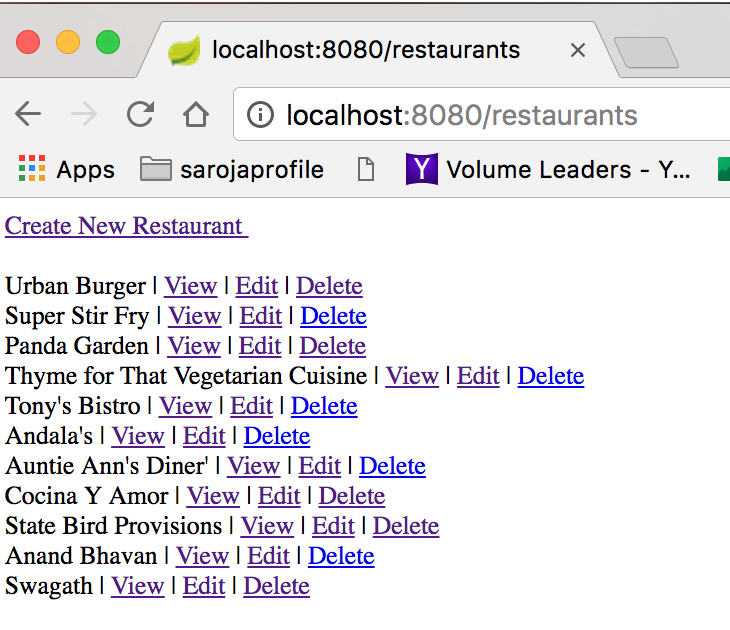 localhost:8080/restaurants
localhost:8080/restaurants
Apps sarojaprofile Y Volume Leaders - Y...
Create New Restaurant
Urban Burger | View | Edit | Delete
Super Stir Fry | View | Edit | Delete
Panda Garden | View | Edit | Delete
Thyme for That Vegetarian Cuisine | View | Edit | Delete
Tony's Bistro | View | Edit | Delete
Andala's | View | Edit | Delete
Auntie Ann's Diner' | View | Edit | Delete
Cocina Y Amor | View | Edit | Delete
State Bird Provisions | View | Edit | Delete
Anand Bhavan | View | Edit | Delete
Swagath | View | Edit | Delete